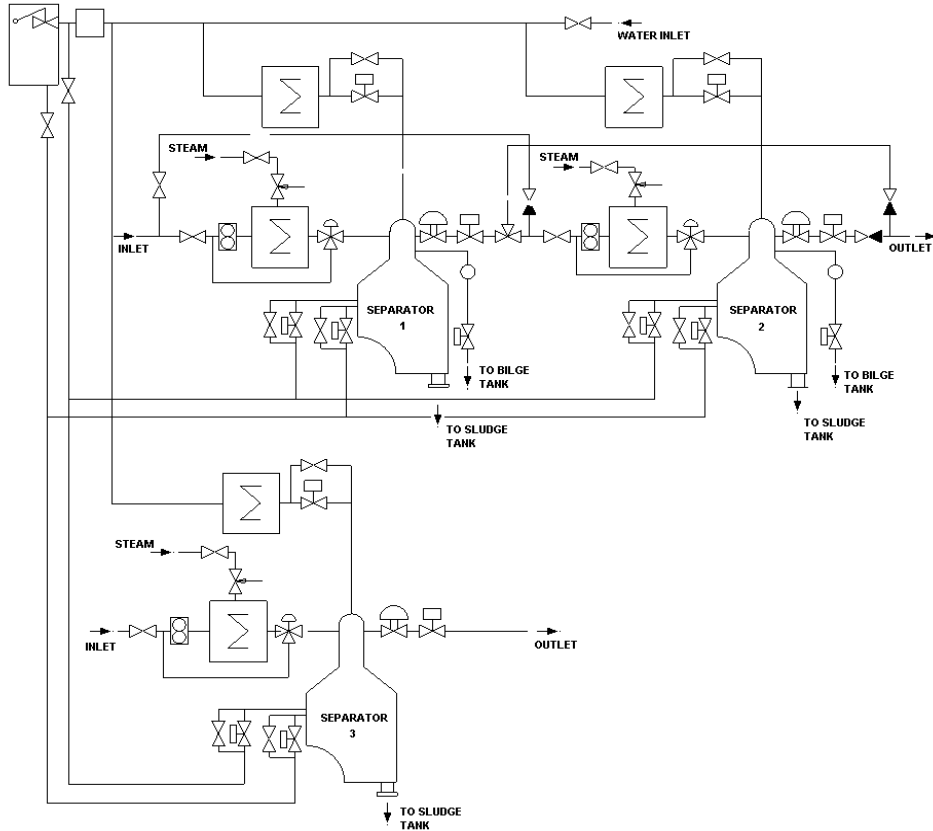 WATER INLET
STEAM
STEAM
INLET
OUTLET
SEPARATOR
1
SEPARATOR
2
TO BILGE
TANK
TO BILGE
TANK
TO SLUDGE
TANK
TO SLUDGE
TANK
STEAM
INLET
OUTLET
SEPARATOR
3
TO SLUDGE
TANK